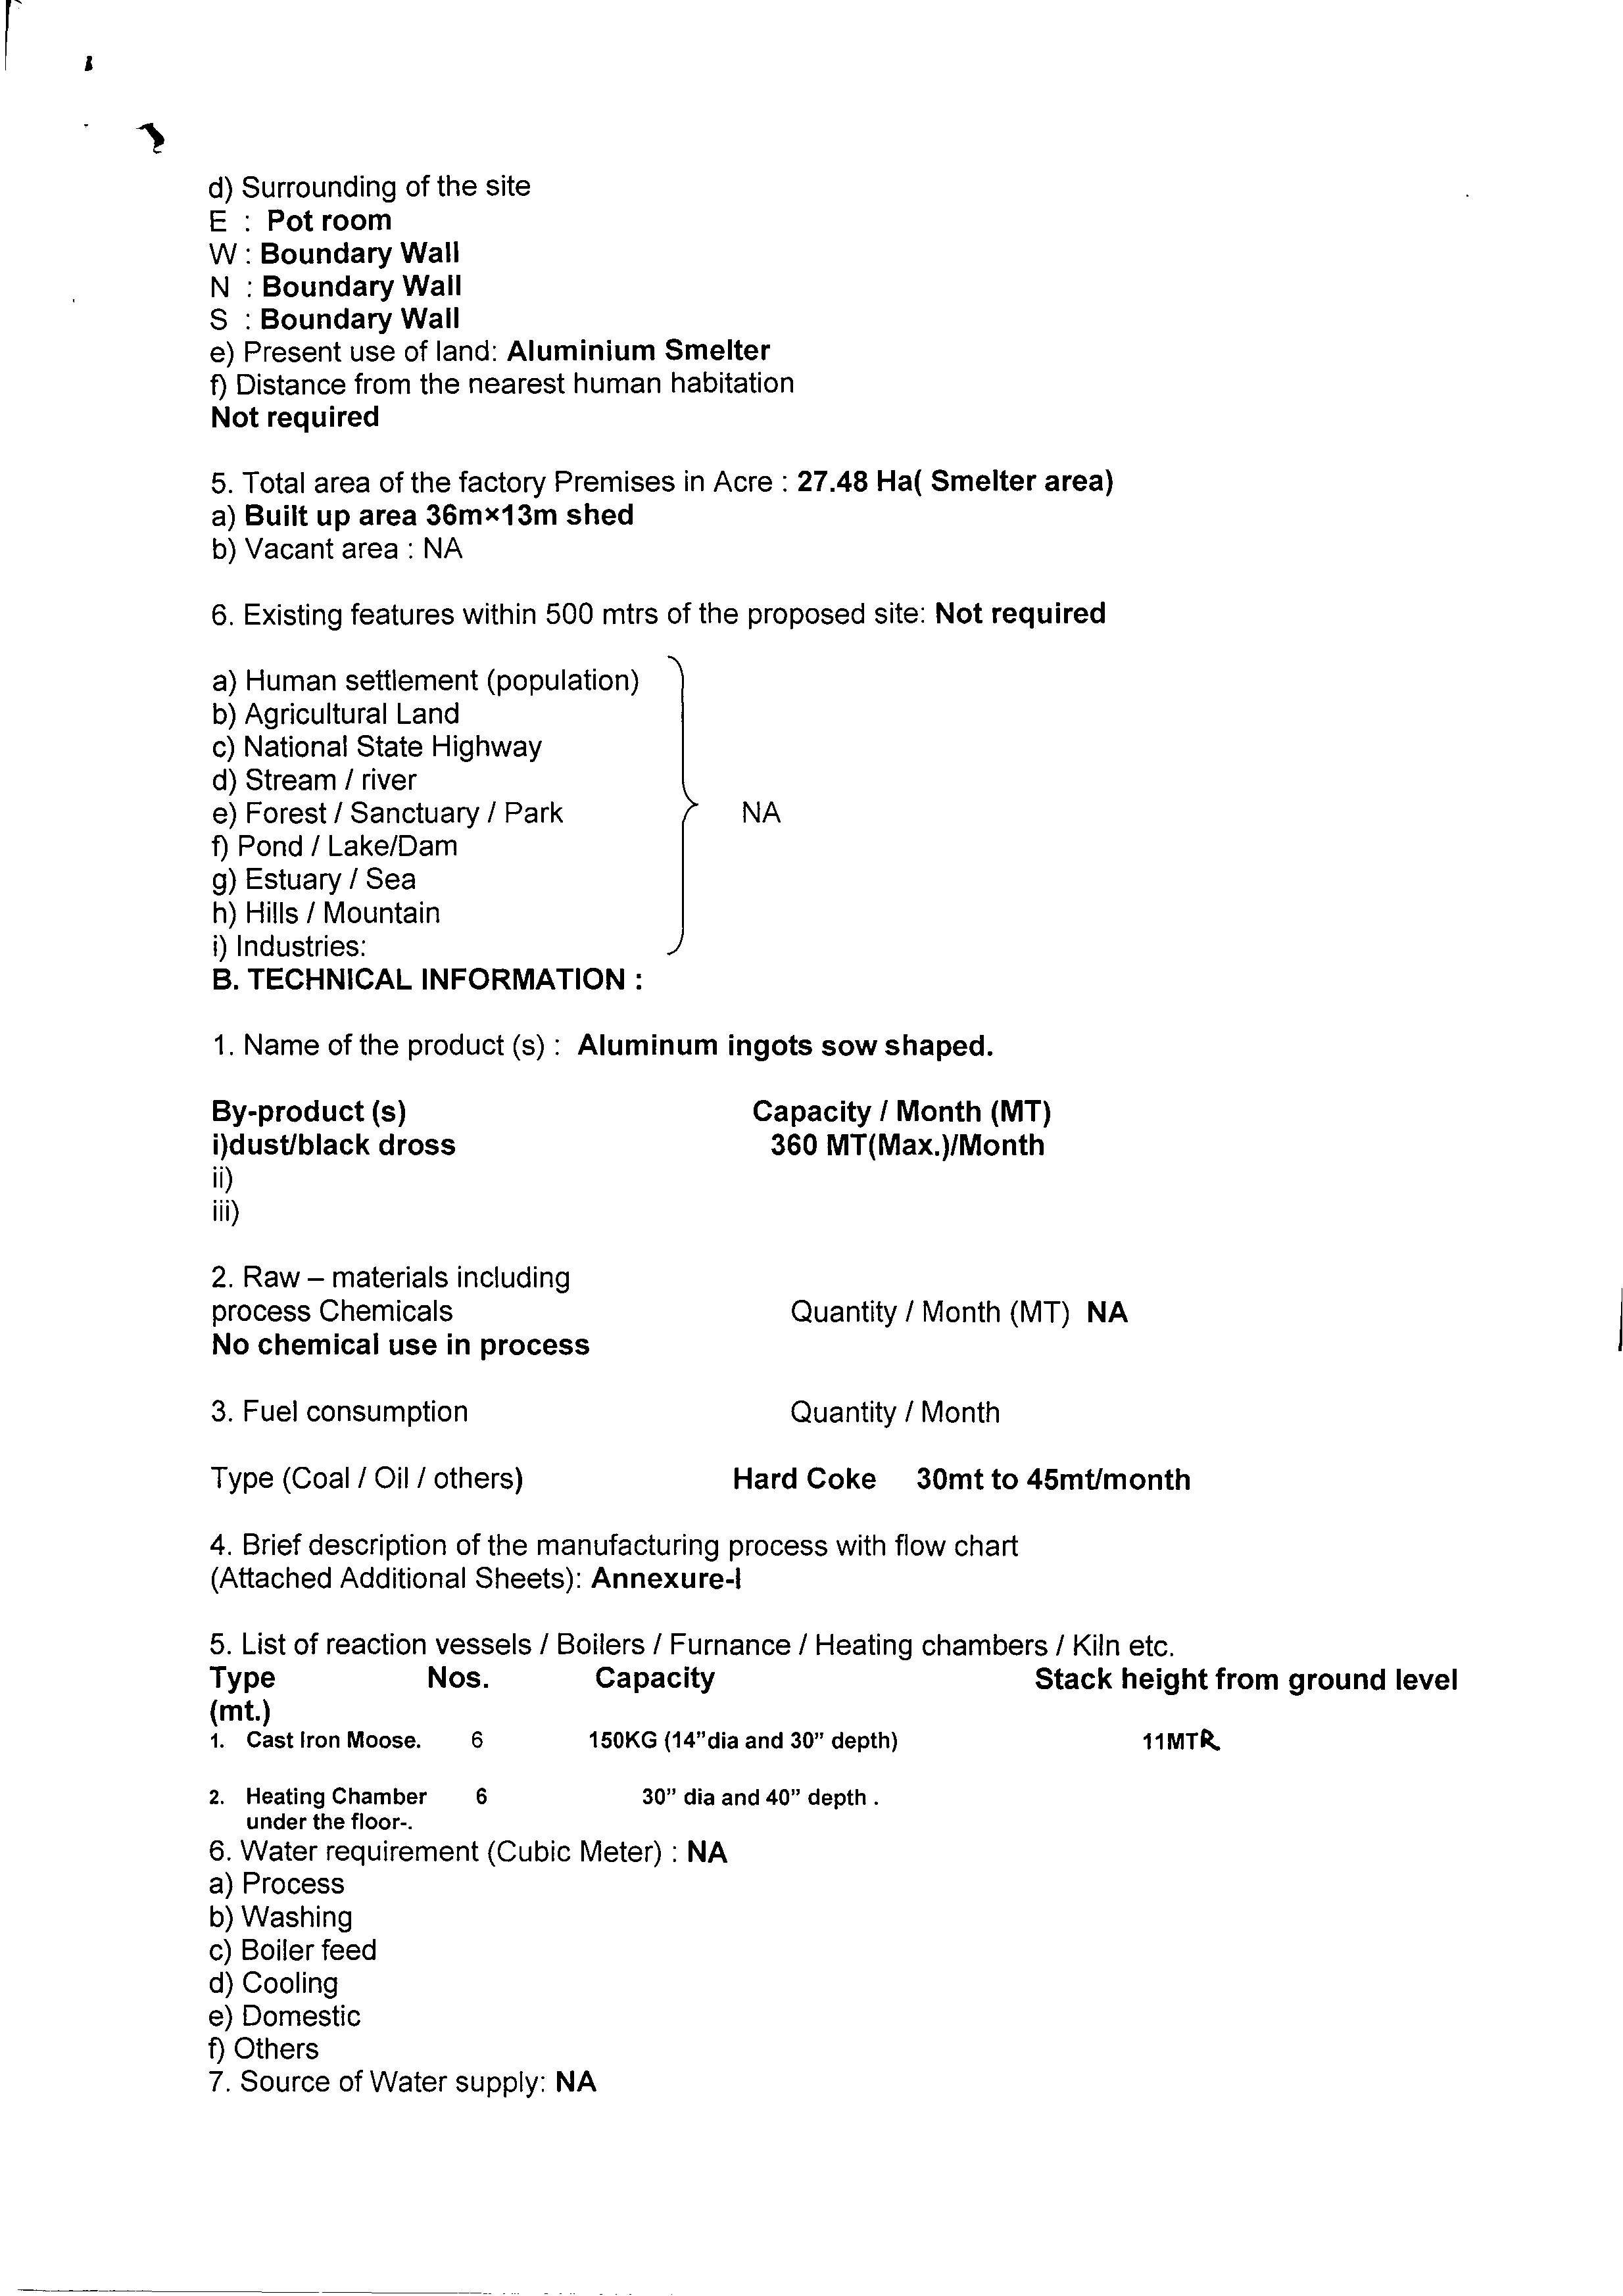 d) Surrounding of the site
E : Pot room
W : Boundary Wall
N : Boundary Wall
S : Boundary Wall
e) Present use of land: Aluminium Smelter
f) Distance from the nearest human habitation
Not required
5. Total area of the factory Premises in Acre : 27.48 Ha( Smelter area)
a) Built up area 36m×13m shed
b) Vacant area : NA
6. Existing features within 500 mtrs of the proposed site: Not required
a) Human settlement (population)
b) Agricultural Land
c) National State Highway
d) Stream / river
e) Forest / Sanctuary / Park NA
f) Pond / Lake/Dam
g) Estuary / Sea
h) Hills / Mountain
i) Industries:
B. TECHNICAL INFORMATION :
1. Name of the product (s) : Aluminum ingots sow shaped.
By-product (s) Capacity / Month (MT)
i)dust/black dross 360 MT(Max.)/Month
ii)
iii)
2. Raw – materials including
process Chemicals Quantity / Month (MT) NA
No chemical use in process
3. Fuel consumption Quantity / Month
Type (Coal / Oil / others) Hard Coke 30mt to 45mt/month
4. Brief description of the manufacturing process with flow chart
(Attached Additional Sheets): Annexure-I
5. List of reaction vessels / Boilers / Furnance / Heating chambers / Kiln etc.
Type Nos. Capacity Stack height from ground level
(mt.)
1. Cast Iron Moose. 6 150KG (14”dia and 30” depth) 11MTR
2. Heating Chamber 6 30” dia and 40” depth .
under the floor-.
6. Water requirement (Cubic Meter) : NA
a) Process
b) Washing
c) Boiler feed
d) Cooling
e) Domestic
f) Others
7. Source of Water supply: NA